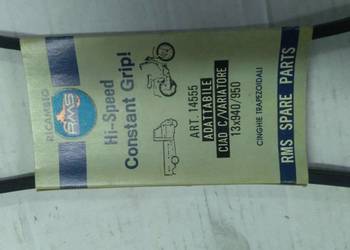 RICAMBIO
RMS
Hi-Speed
Constant Grip!
ART. 14555
ADATTABILE
CIAO C/VARIATORE
13x940/950
CINGHIE TRAPEZOIDALI
RMS SPARE PARTS